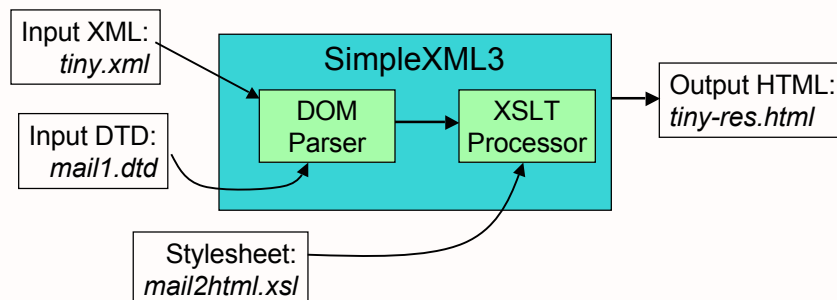 Input XML:
tiny.xml
SimpleXML3
Output HTML:
tiny-res.html
DOM
Parser
XSLT
Processor
Input DTD:
mail1.dtd
Stylesheet:
mail2html.xsl